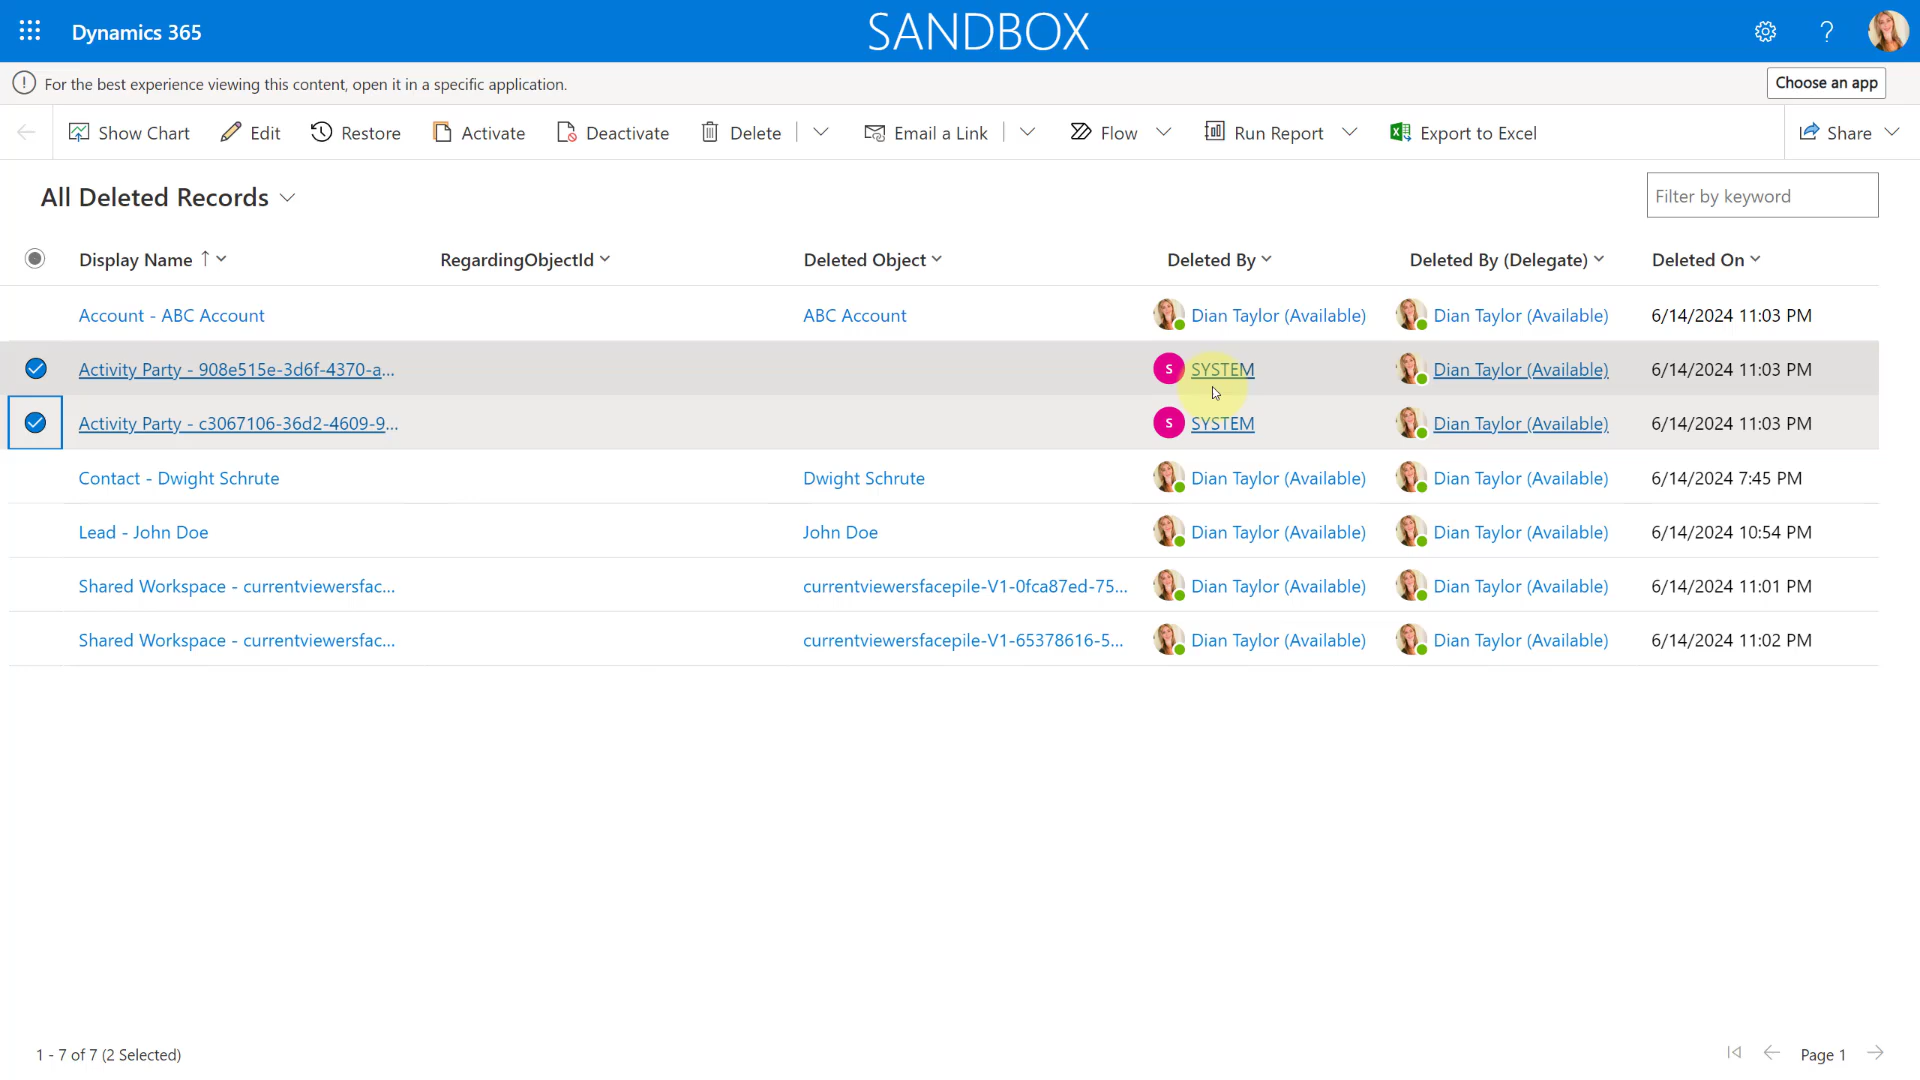 Dynamics 365
SANDBOX
For the best experience viewing this content, open it in a specific application.
Choose an app
Show Chart Edit Restore Activate Deactivate Delete Email a Link Flow Run Report Export to Excel Share
All Deleted Records
Filter by keyword
Display Name RegardingObjectId Deleted Object Deleted By Deleted By (Delegate) Deleted On
Account - ABC Account ABC Account Dian Taylor (Available) Dian Taylor (Available) 6/14/2024 11:03 PM
Activity Party - 908e515e-3d6f-4370-a... S SYSTEM Dian Taylor (Available) 6/14/2024 11:03 PM
Activity Party - c3067106-36d2-4609-9... S SYSTEM Dian Taylor (Available) 6/14/2024 11:03 PM
Contact - Dwight Schrute Dwight Schrute Dian Taylor (Available) Dian Taylor (Available) 6/14/2024 7:45 PM
Lead - John Doe John Doe Dian Taylor (Available) Dian Taylor (Available) 6/14/2024 10:54 PM
Shared Workspace - currentviewersfac... currentviewersfacepile-V1-0fca87ed-75... Dian Taylor (Available) Dian Taylor (Available) 6/14/2024 11:01 PM
Shared Workspace - currentviewersfac... currentviewersfacepile-V1-65378616-5... Dian Taylor (Available) Dian Taylor (Available) 6/14/2024 11:02 PM
1 - 7 of 7 (2 Selected)
Page 1